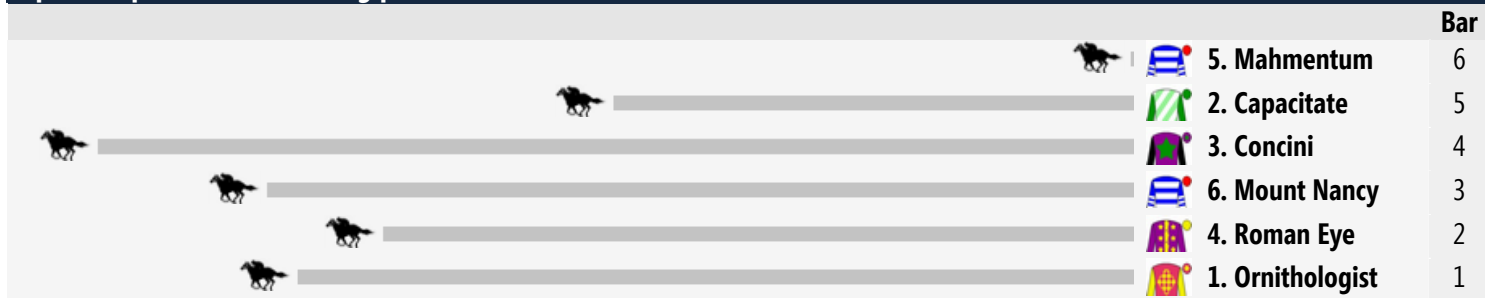 Bar
5. Mahmentum 6
2. Capacitate 5
3. Concini 4
6. Mount Nancy 3
4. Roman Eye 2
1. Ornithologist 1